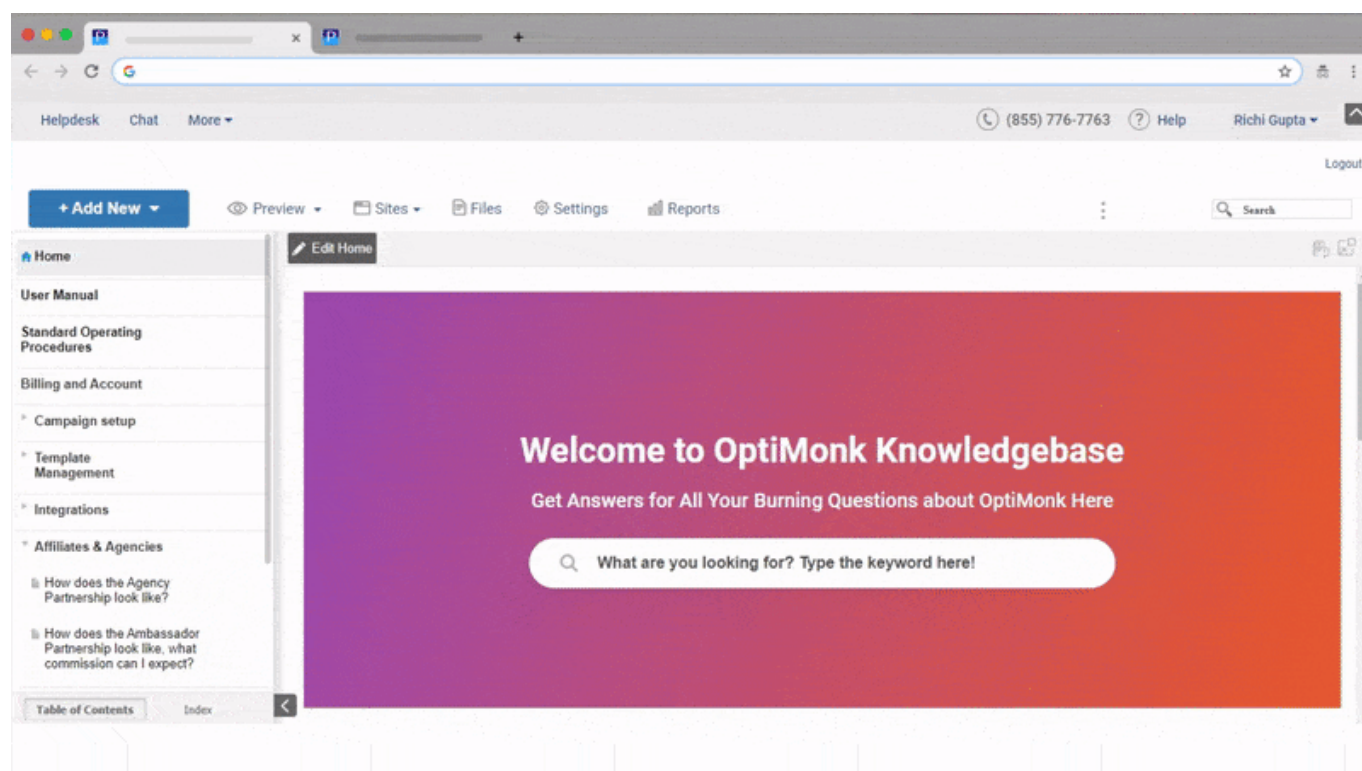 Helpdesk Chat More
(855) 776-7763 ? Help Richi Gupta
Logout
+ Add New Preview Sites Files Settings Reports Search
Home
Edit Home
User Manual
Standard Operating
Procedures
Billing and Account
Campaign setup
Template
Management
Integrations
Affiliates & Agencies
How does the Agency
Partnership look like?
How does the Ambassador
Partnership look like, what
commission can I expect?
Table of Contents Index
Welcome to OptiMonk Knowledgebase
Get Answers for All Your Burning Questions about OptiMonk Here
What are you looking for? Type the keyword here!